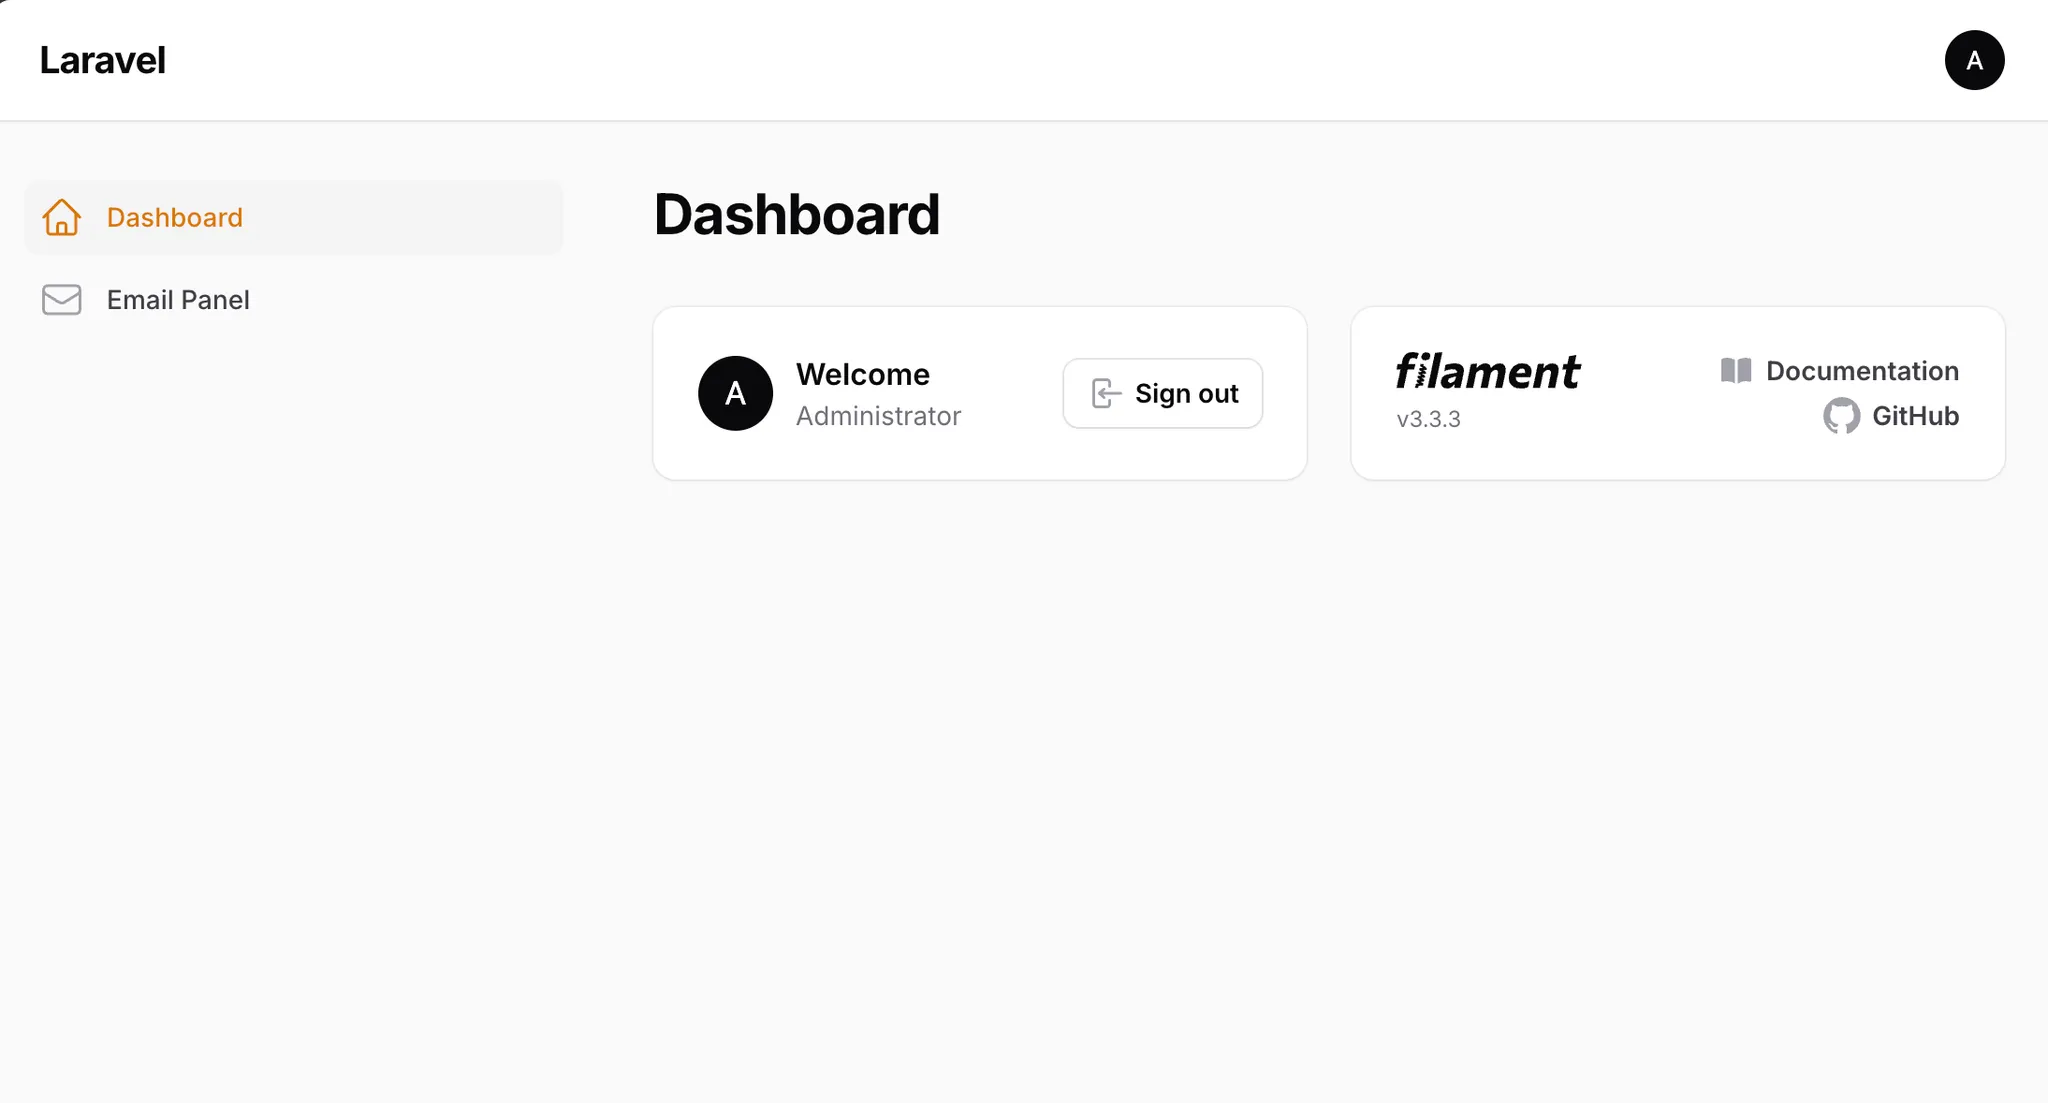 Laravel
A
Dashboard
Email Panel
Dashboard
A
Welcome
Administrator
Sign out
filament
v3.3.3
Documentation
GitHub